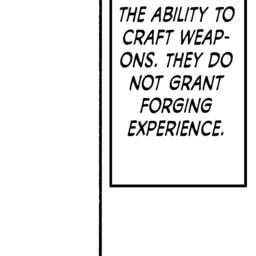 THE ABILITY TO
CRAFT WEAP-
ONS. THEY DO
NOT GRANT
FORGING
EXPERIENCE.